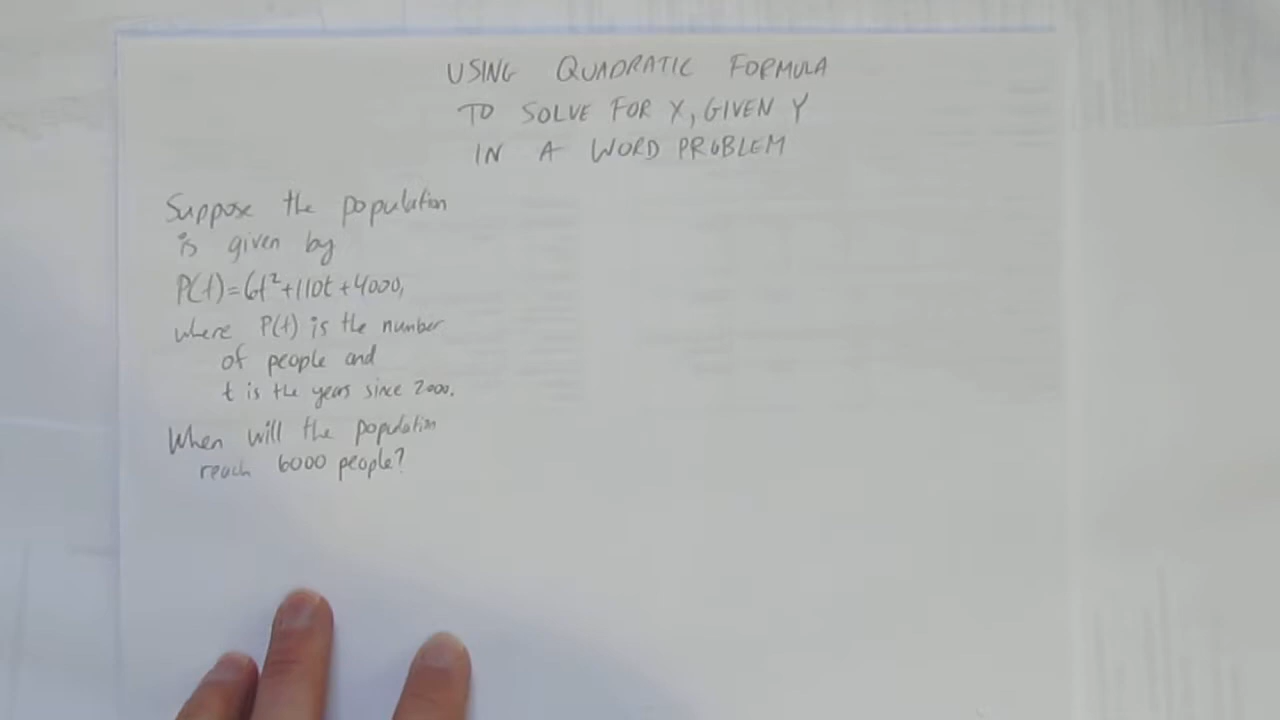 USING QUADRATIC FORMULA
TO SOLVE FOR X, GIVEN Y
IN A WORD PROBLEM
Suppose the population
is given by
P(t)=6t²+110t+4000,
where P(t) is the number
of people and
t is the years since 2000.
When will the population
reach 6000 people?